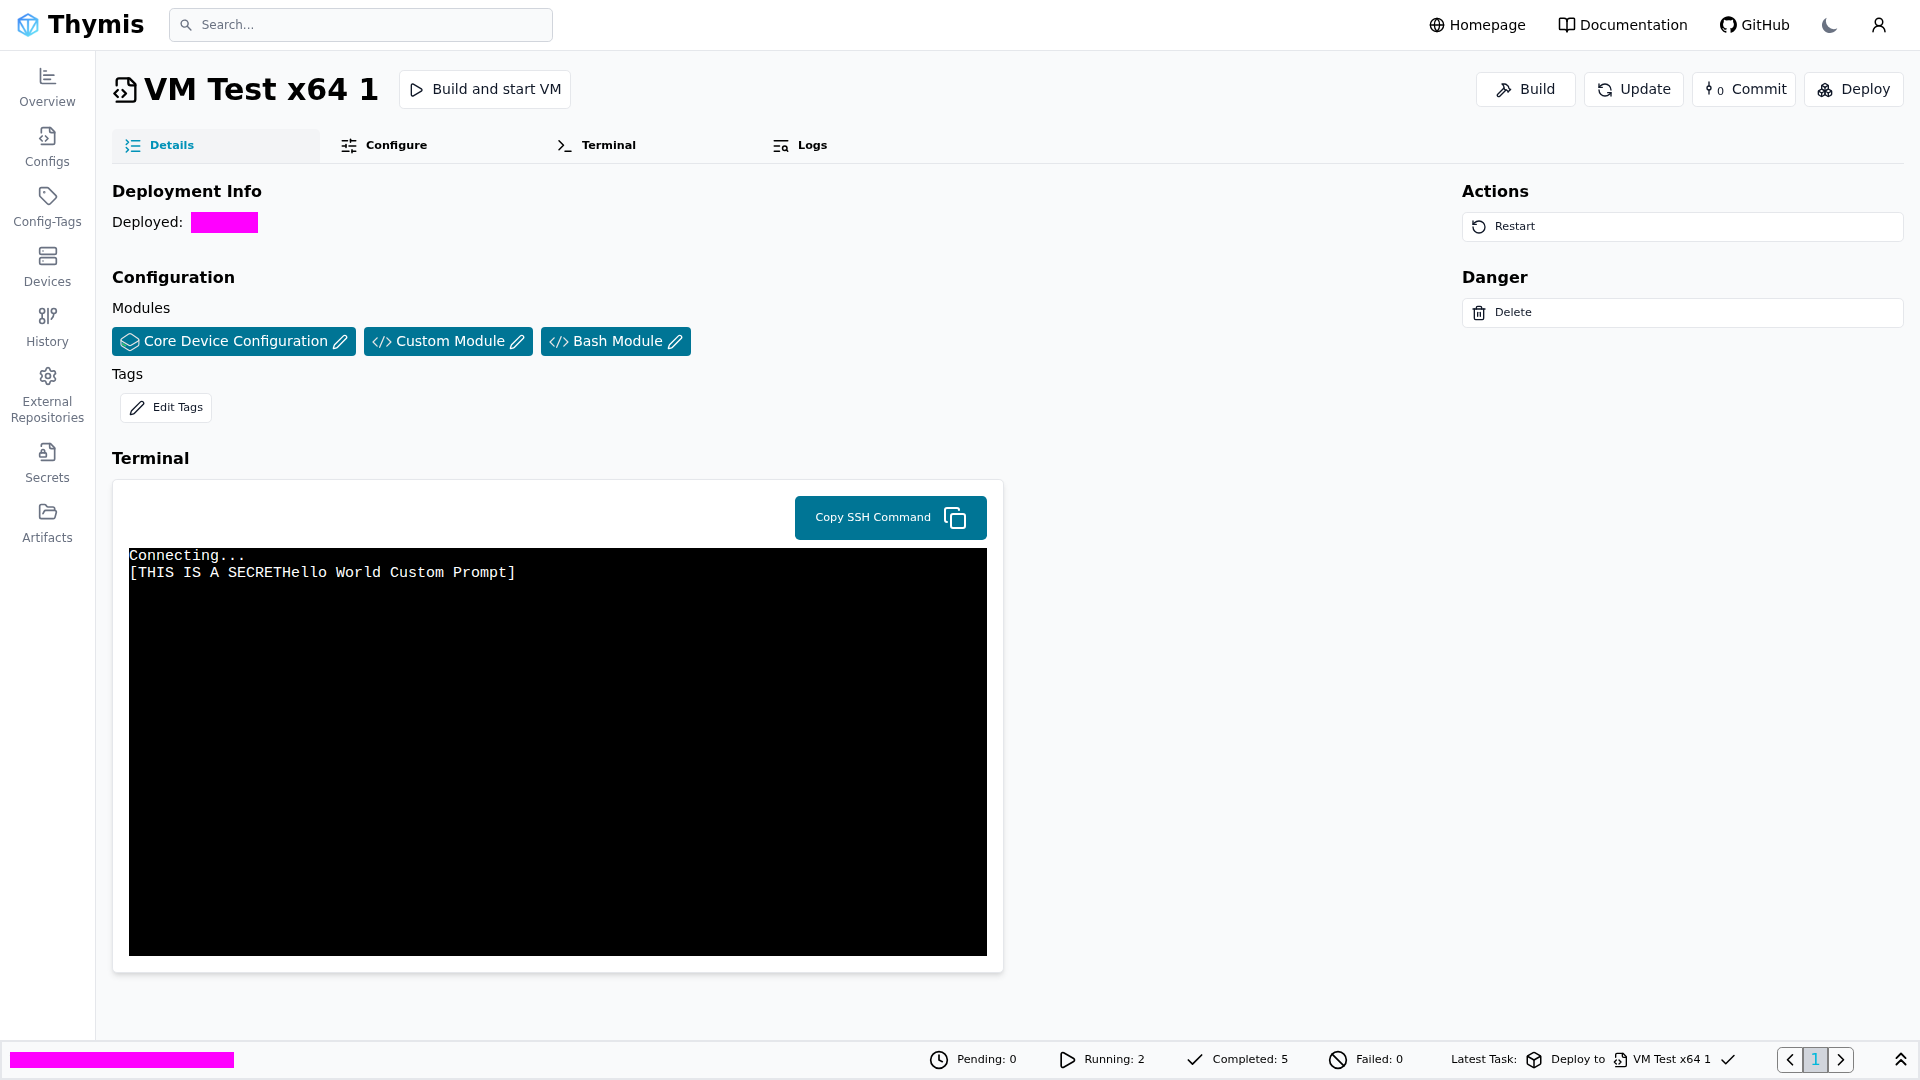 Thymis
Search...
Homepage
Documentation
GitHub
VM Test x64 1
Build and start VM
Build
Update
0 Commit
Deploy
Details
Configure
Terminal
Logs
Overview
Configs
Config-Tags
Devices
History
External
Repositories
Secrets
Artifacts
Deployment Info
Deployed:
Configuration
Modules
Core Device Configuration
Custom Module
Bash Module
Tags
Edit Tags
Actions
Restart
Danger
Delete
Terminal
Copy SSH Command
Connecting...
[THIS IS A SECRETHello World Custom Prompt]
Pending: 0
Running: 2
Completed: 5
Failed: 0
Latest Task: Deploy to VM Test x64 1
1